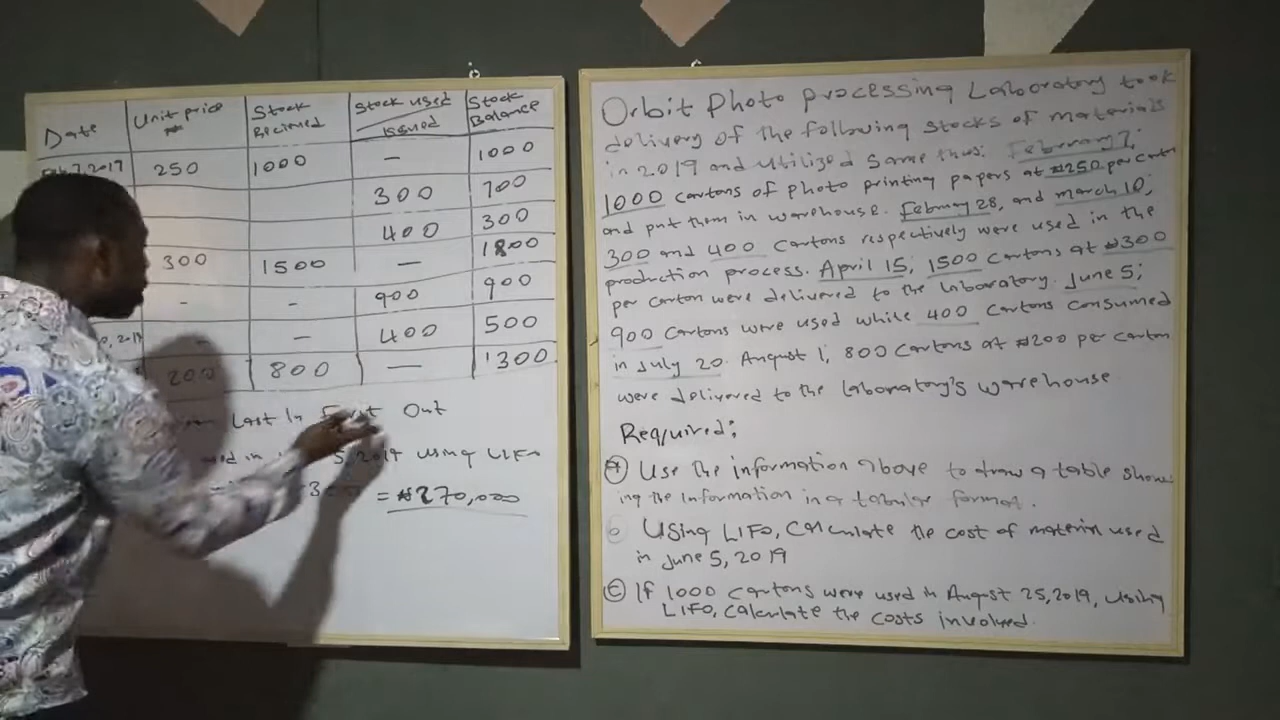 Date Unit price Stock Recieved Stock used Issued Stock Balance
Feb 7, 2017 250 1000 — 1000
300 700
400 300
300 1500 — 1800
- - 900 900
— — 400 500
200 800 — 1300
Last In First Out
5, 2019 using LIFO
= ₦270,000
Orbit Photo Processing Laboratory took
delivery of the following Stocks of materials
in 2019 and utilized same thus: February 7;
1000 cartons of photo printing papers at ₦250 per carton
and put them in warehouse. February 28, and march 10;
300 and 400 cartons respectively were used in the
production process. April 15, 1500 cartons at ₦300
per carton were delivered to the laboratory. June 5;
900 cartons were used while 400 cartons consumed
in July 20. August 1, 800 cartons at ₦200 per carton
were delivered to the laboratory's warehouse
Required:
(A) Use the information above to draw a table show
ing the information in a tabular format.
b Using LIFO, calculate the cost of material used
in june 5, 2019
(C) If 1000 cartons were used in August 25, 2019, using
LIFO, calculate the costs involved.